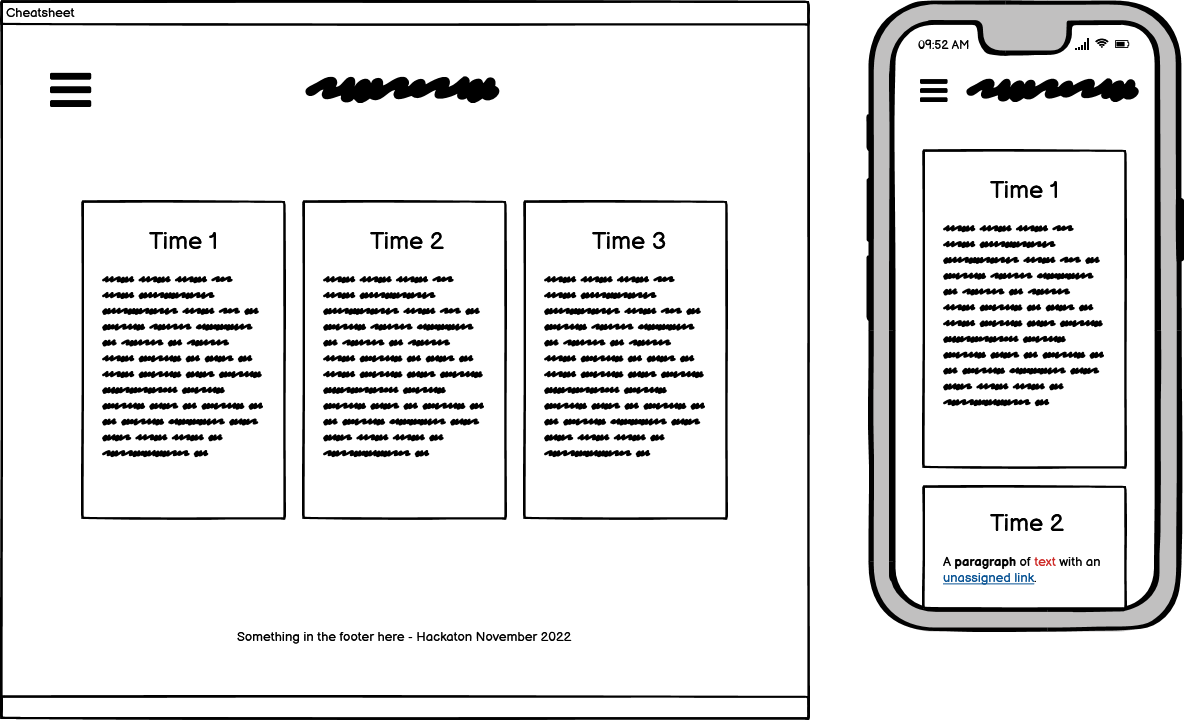 Cheatsheet
Time 1
Time 2
Time 3
Something in the footer here - Hackaton November 2022
09:52 AM
Time 1
Time 2
A paragraph of text with an
unassigned link.